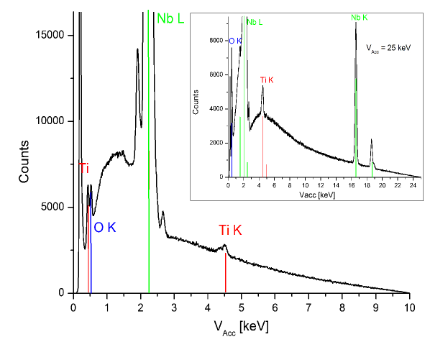 15000
10000
5000
0
Counts
Ti
O K
Nb L
Ti K
0
1
2
3
4
5
6
7
8
9
10
V_Acc [keV]
8000
6000
4000
2000
0
Counts
O K
Nb L
Ti K
Nb K
V_Acc = 25 keV
0 2 4 6 8 10 12 14 16 18 20 22 24
Vacc [keV]